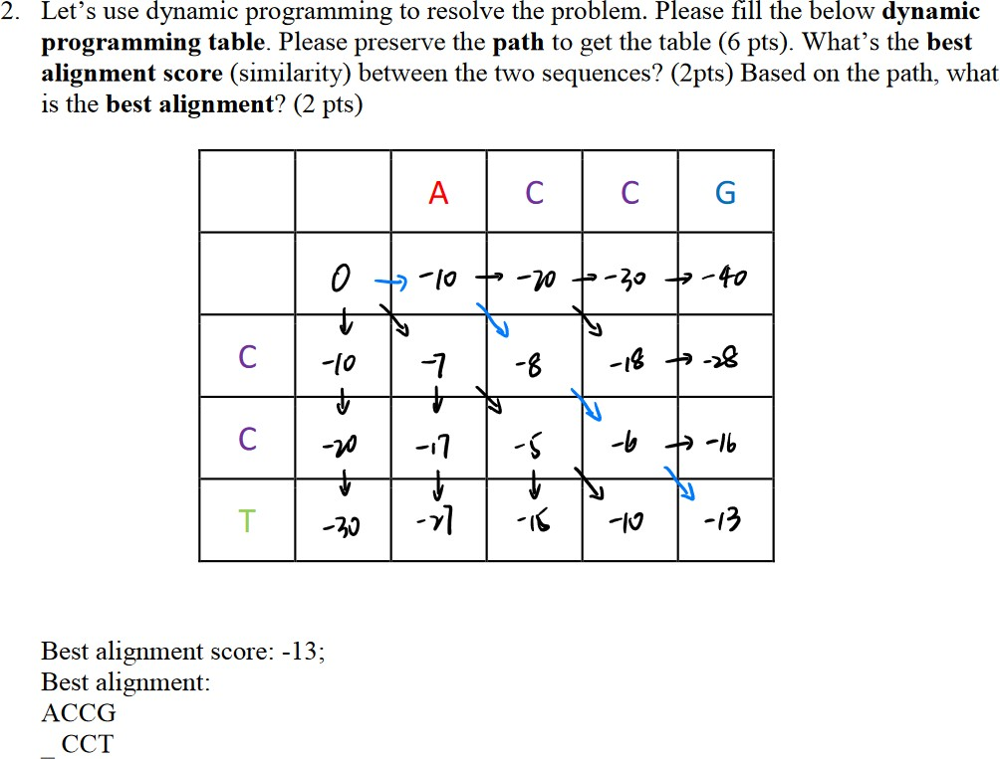 2. Let’s use dynamic programming to resolve the problem. Please fill the below dynamic
programming table. Please preserve the path to get the table (6 pts). What’s the best
alignment score (similarity) between the two sequences? (2pts) Based on the path, what
is the best alignment? (2 pts)
A C C G
0 → -10 → -20 → -30 → -40
C -10 -7 -8 -18 → -28
C -20 -17 -5 -6 → -16
T -30 -27 -15 -10 -13
Best alignment score: -13;
Best alignment:
ACCG
_ CCT